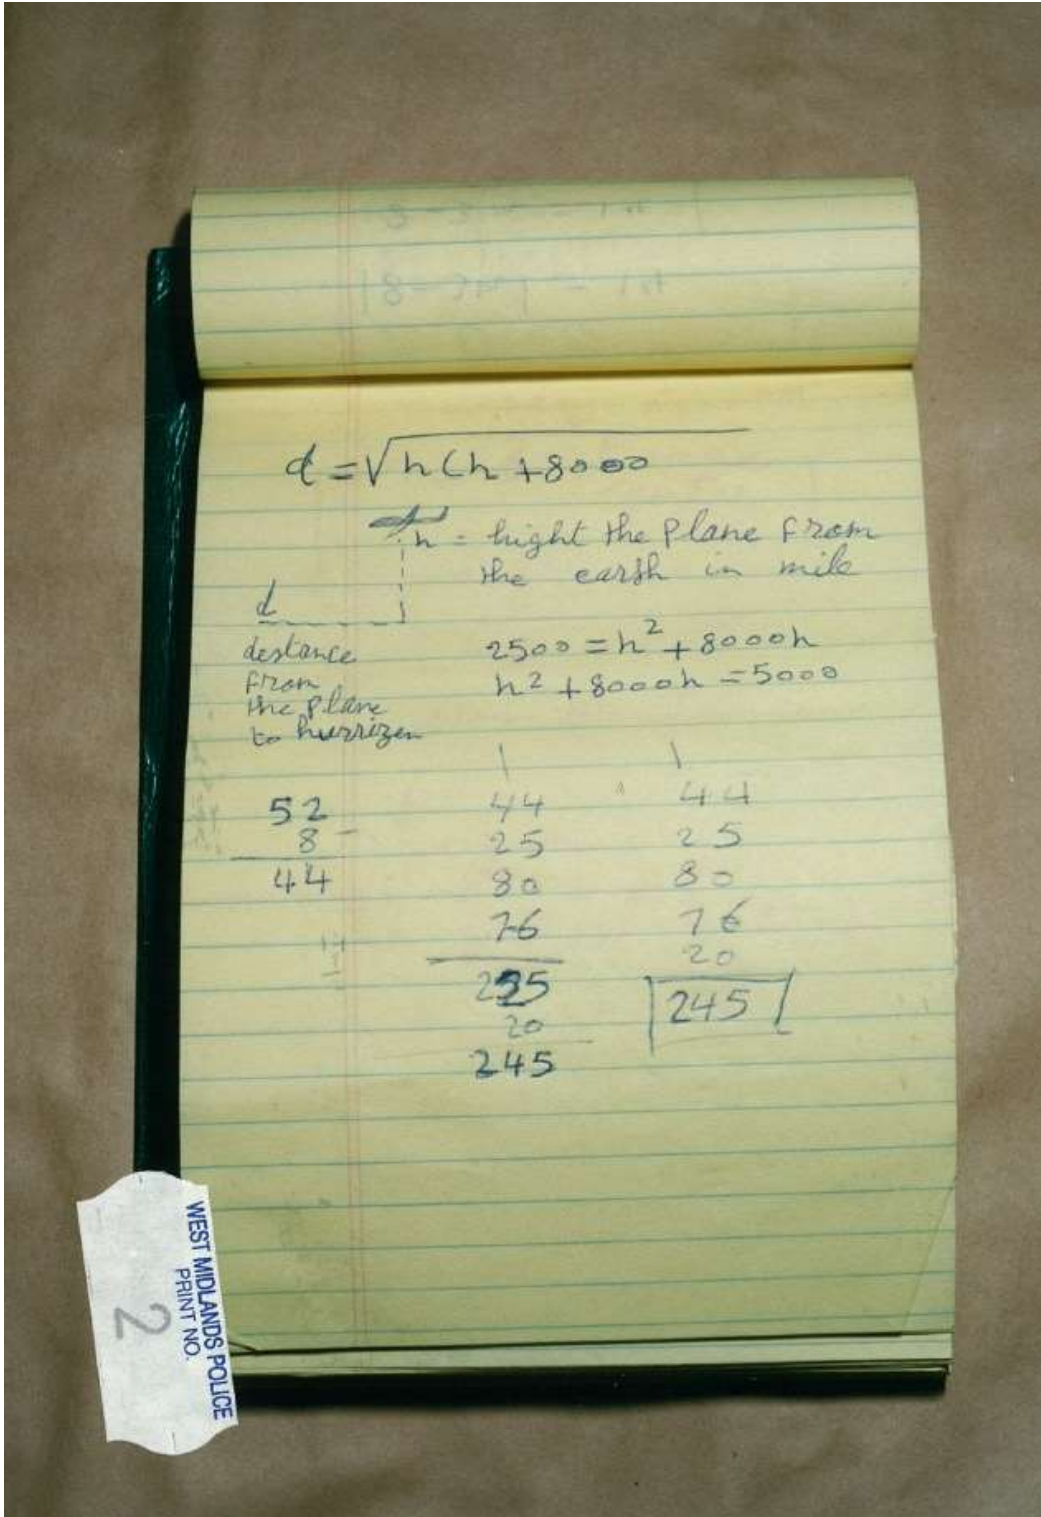 d = √h(h + 8000
h = hight the Plane from
the earth in mile
d
destance
from
the plane
to hurrizen
2500 = h² + 8000h
h² + 8000h = 5000
52
8 -
44
1
44
25
80
76
225
20
245
1
44
25
80
76
20
245
WEST MIDLANDS POLICE
PRINT NO.
2